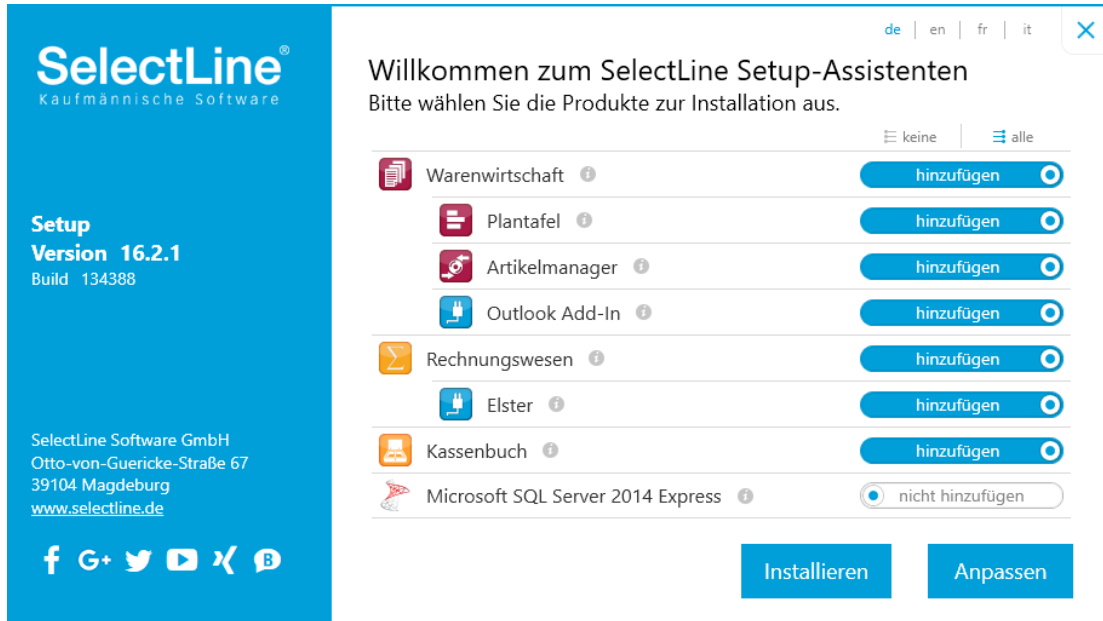 SelectLine®
Kaufmännische Software
Setup
Version 16.2.1
Build 134388
SelectLine Software GmbH
Otto-von-Guericke-Straße 67
39104 Magdeburg
www.selectline.de
de | en | fr | it
Willkommen zum SelectLine Setup-Assistenten
Bitte wählen Sie die Produkte zur Installation aus.
keine | alle
Warenwirtschaft hinzufügen
Plantafel hinzufügen
Artikelmanager hinzufügen
Outlook Add-In hinzufügen
Rechnungswesen hinzufügen
Elster hinzufügen
Kassenbuch hinzufügen
Microsoft SQL Server 2014 Express nicht hinzufügen
Installieren Anpassen